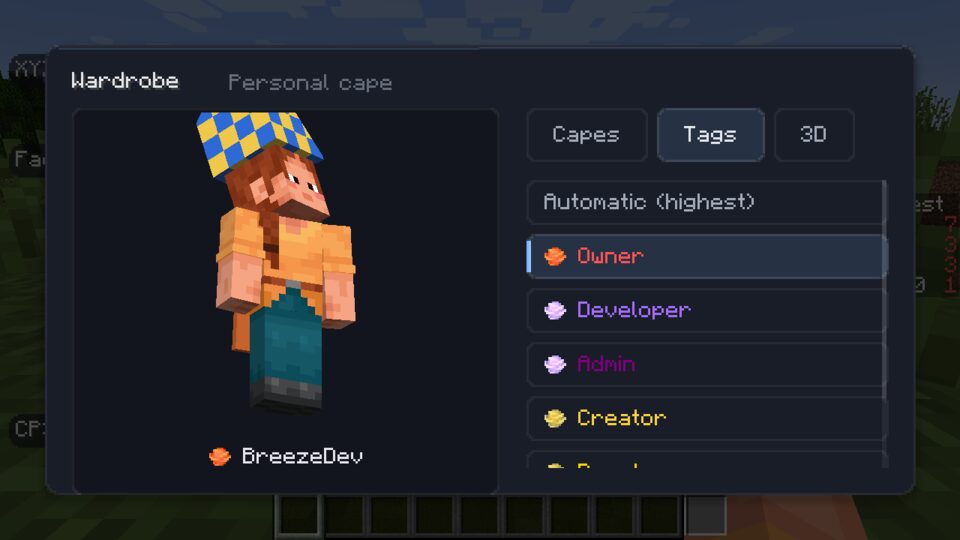 Wardrobe
Personal cape
Capes
Tags
3D
Automatic (highest)
Owner
Developer
Admin
Creator
BreezeDev